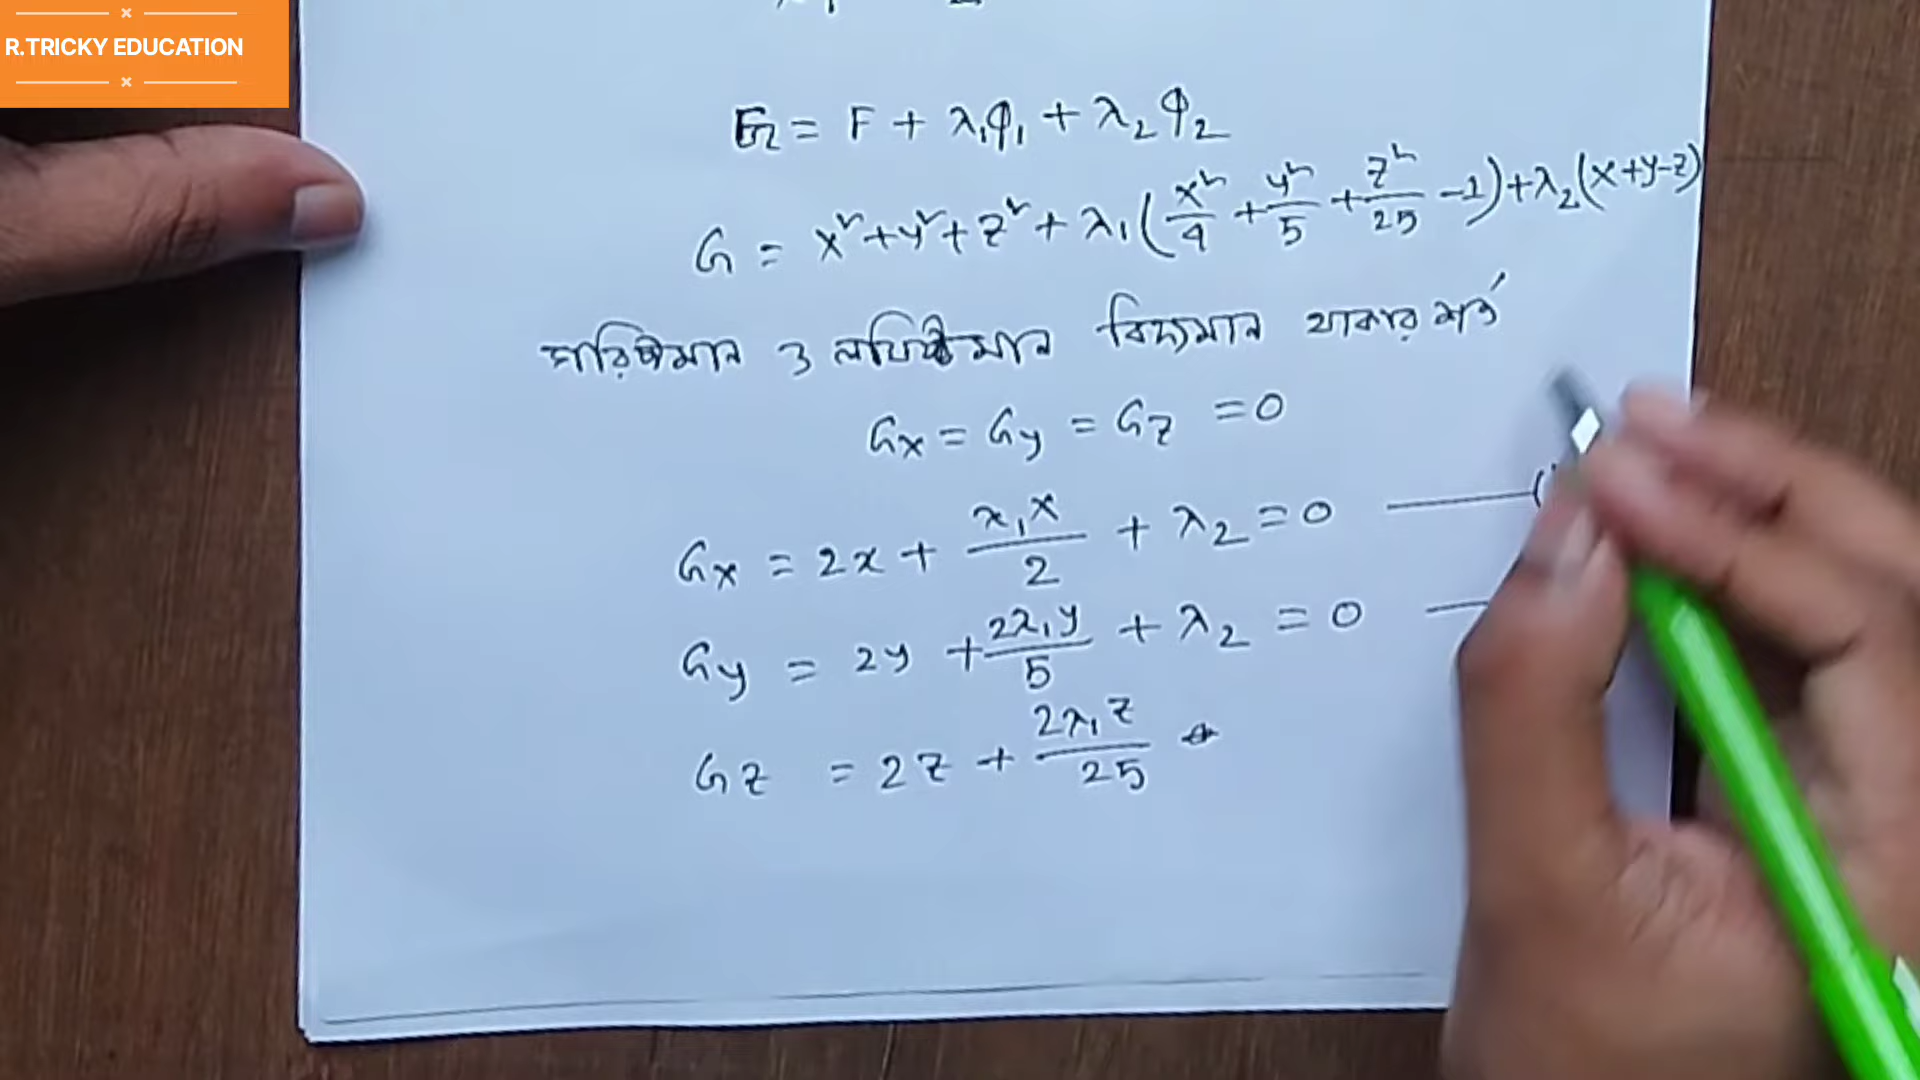 R.TRICKY EDUCATION
G = F + λ₁φ₁ + λ₂φ₂
G = x² + y² + z² + λ₁(x²/4 + y²/5 + z²/25 - 1) + λ₂(x+y-z)
বিদ্যমান থাকার শর্ত
Gx = Gy = Gz = 0
Gx = 2x + λ₁x/2 + λ₂ = 0
Gy = 2y + 2λ₁y/5 + λ₂ = 0
Gz = 2z + 2λ₁z/25